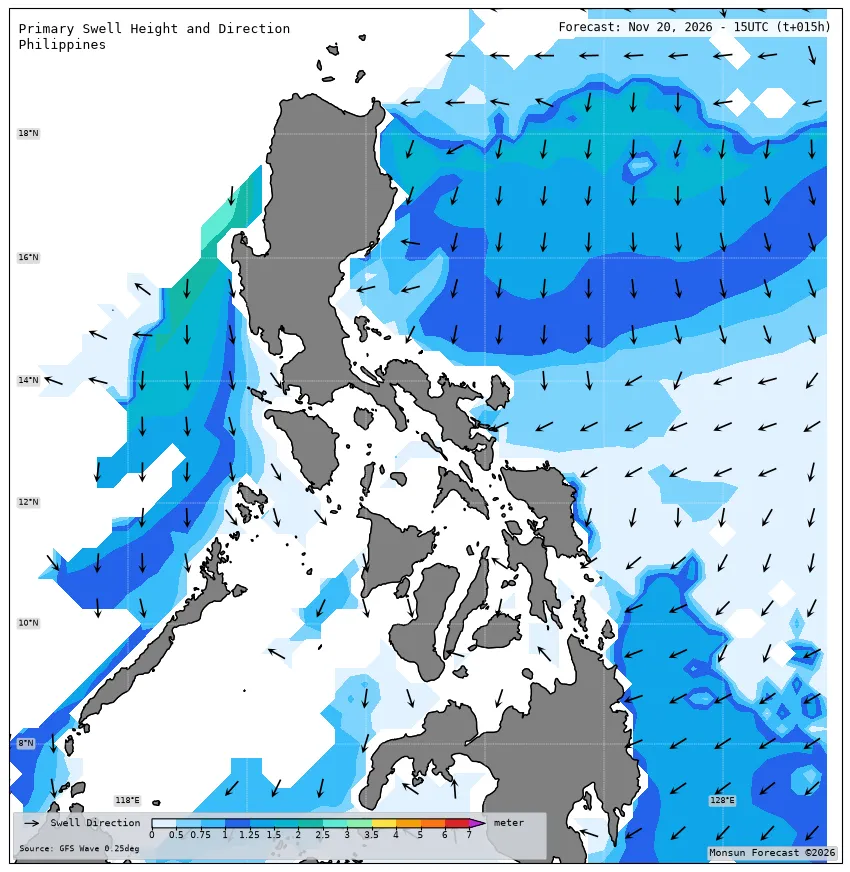 Primary Swell Height and Direction
Philippines
Forecast: Nov 20, 2026 - 15UTC (t+015h)
18°N
16°N
14°N
12°N
10°N
8°N
118°E
128°E
Swell Direction
0 0.5 0.75 1 1.25 1.5 2 2.5 3 3.5 4 5 6 7
meter
Source: GFS Wave 0.25deg
Monsun Forecast ©2026